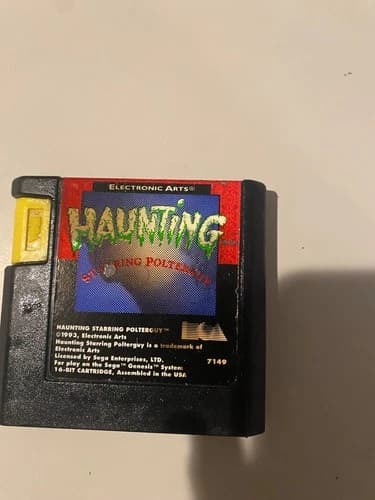 ELECTRONIC ARTS®
HAUNTING
STARRING POLTERGUY
HAUNTING STARRING POLTERGUY™
©1993, Electronic Arts
Haunting Starring Polterguy is a trademark of
Electronic Arts
Licensed by Sega Enterprises, LTD.
For play on the Sega™ Genesis™ System
16-BIT CARTRIDGE, Assembled in the USA
7149